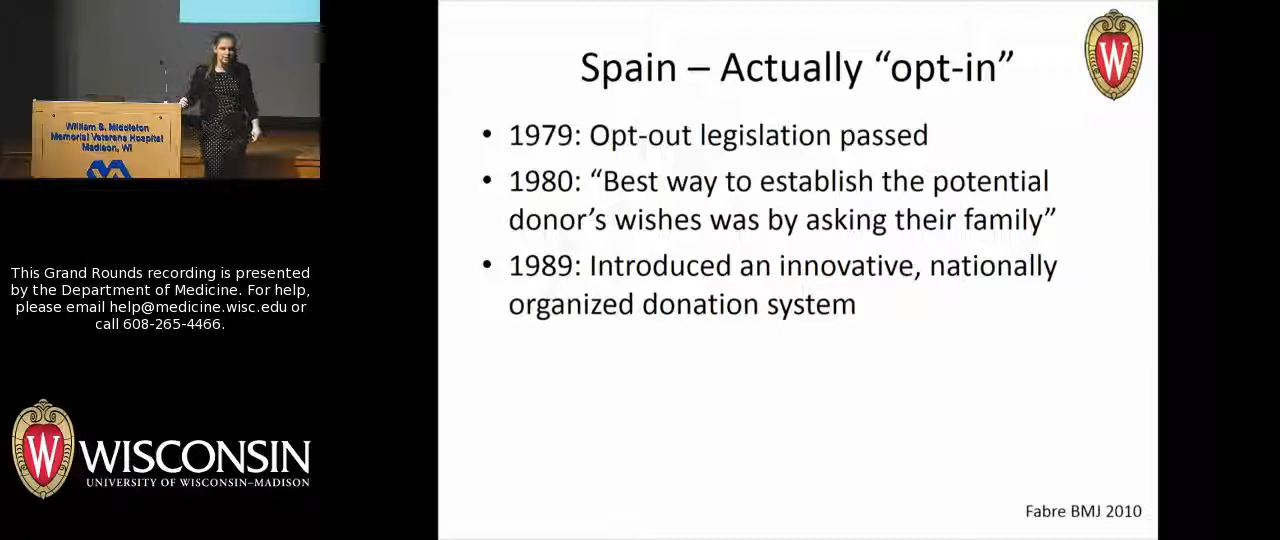 William S. Middleton
Memorial Veterans Hospital
Madison, WI
This Grand Rounds recording is presented
by the Department of Medicine. For help,
please email help@medicine.wisc.edu or
call 608-265-4466.
W
WISCONSIN
UNIVERSITY OF WISCONSIN–MADISON
W
Spain – Actually “opt-in”
• 1979: Opt-out legislation passed
• 1980: “Best way to establish the potential
donor’s wishes was by asking their family”
• 1989: Introduced an innovative, nationally
organized donation system
Fabre BMJ 2010